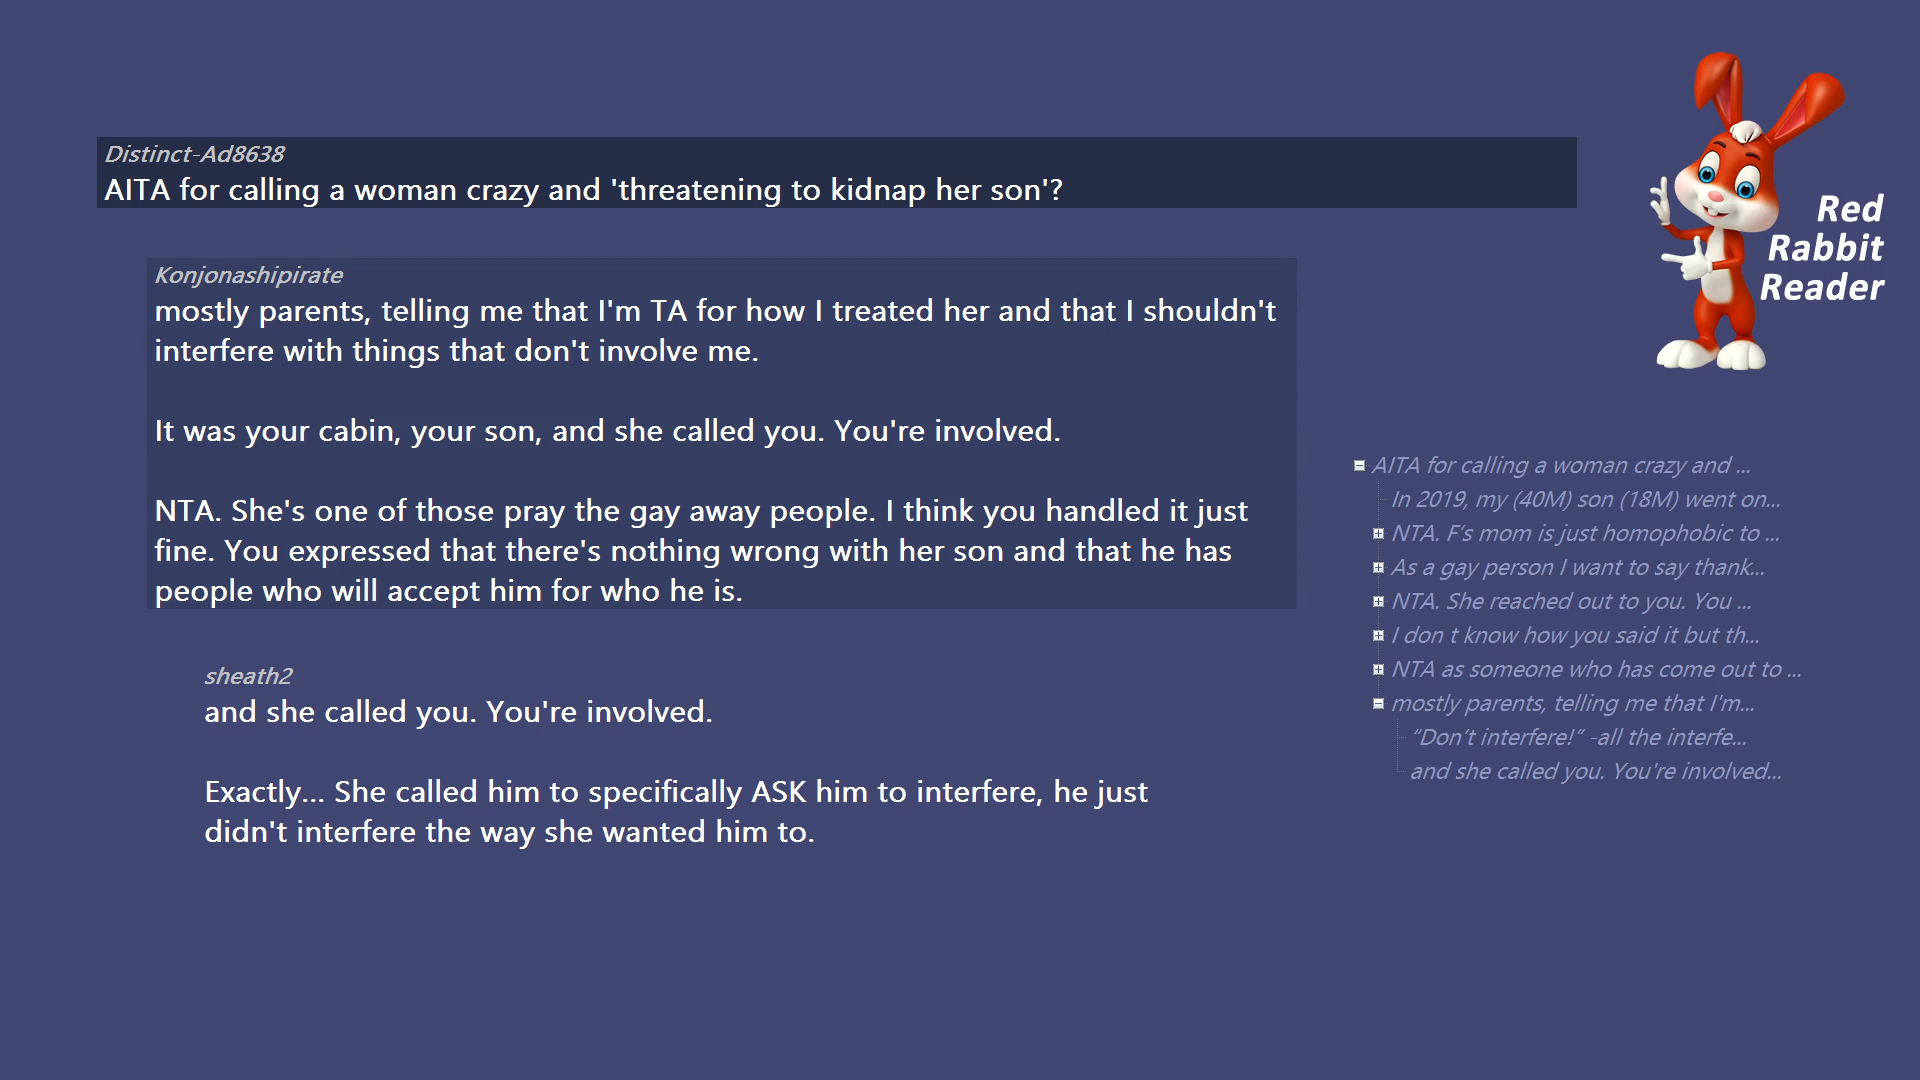 Distinct-Ad8638
AITA for calling a woman crazy and 'threatening to kidnap her son'?
Konjonashipirate
mostly parents, telling me that I'm TA for how I treated her and that I shouldn't
interfere with things that don't involve me.
It was your cabin, your son, and she called you. You're involved.
NTA. She's one of those pray the gay away people. I think you handled it just
fine. You expressed that there's nothing wrong with her son and that he has
people who will accept him for who he is.
sheath2
and she called you. You're involved.
Exactly... She called him to specifically ASK him to interfere, he just
didn't interfere the way she wanted him to.
Red
Rabbit
Reader
AITA for calling a woman crazy and ...
In 2019, my (40M) son (18M) went on...
NTA. F's mom is just homophobic to ...
As a gay person I want to say thank...
NTA. She reached out to you. You ...
I don t know how you said it but th...
NTA as someone who has come out to ...
mostly parents, telling me that I'm...
“Don’t interfere!” -all the interfe...
and she called you. You're involved...